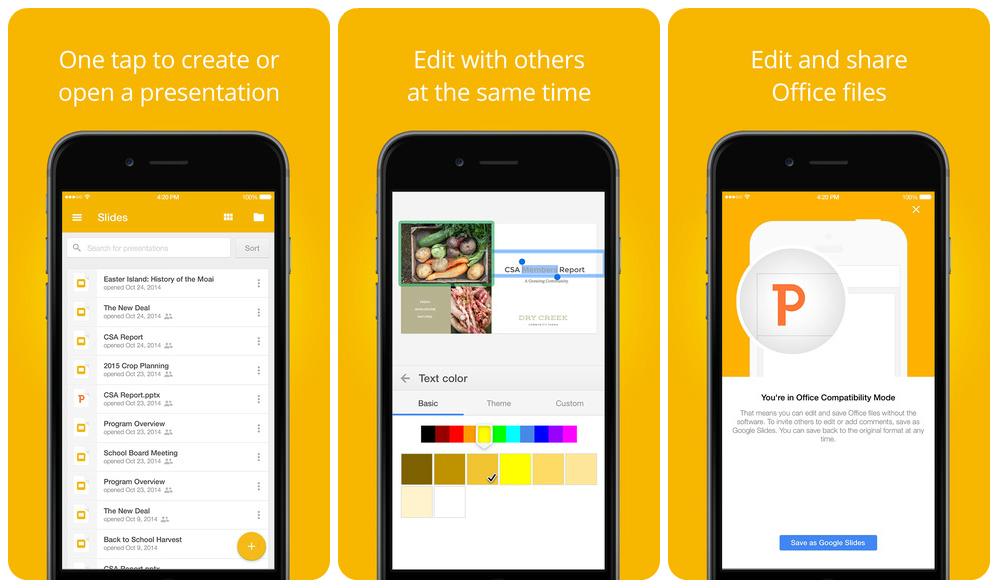 One tap to create or
open a presentation
4:20 PM
100%
Slides
Search for presentations
Sort
Easter Island: History of the Moai
opened Oct 24, 2014
The New Deal
opened Oct 24, 2014
CSA Report
opened Oct 24, 2014
2015 Crop Planning
opened Oct 23, 2014
P
CSA Report.pptx
opened Oct 23, 2014
Program Overview
opened Oct 23, 2014
School Board Meeting
opened Oct 23, 2014
Program Overview
opened Oct 23, 2014
The New Deal
opened Oct 9, 2014
Back to School Harvest
opened Oct 9, 2014
CSA Report.pptx
Edit with others
at the same time
CSA Members Report
A Growing Community
DRY CREEK
Text color
Basic
Theme
Custom
Edit and share
Office files
4:20 PM
100%
P
You're in Office Compatibility Mode
That means you can edit and save Office files without the
software. To invite others to edit or add comments, save as
Google Slides. You can save back to the original format at any
time.
Save as Google Slides